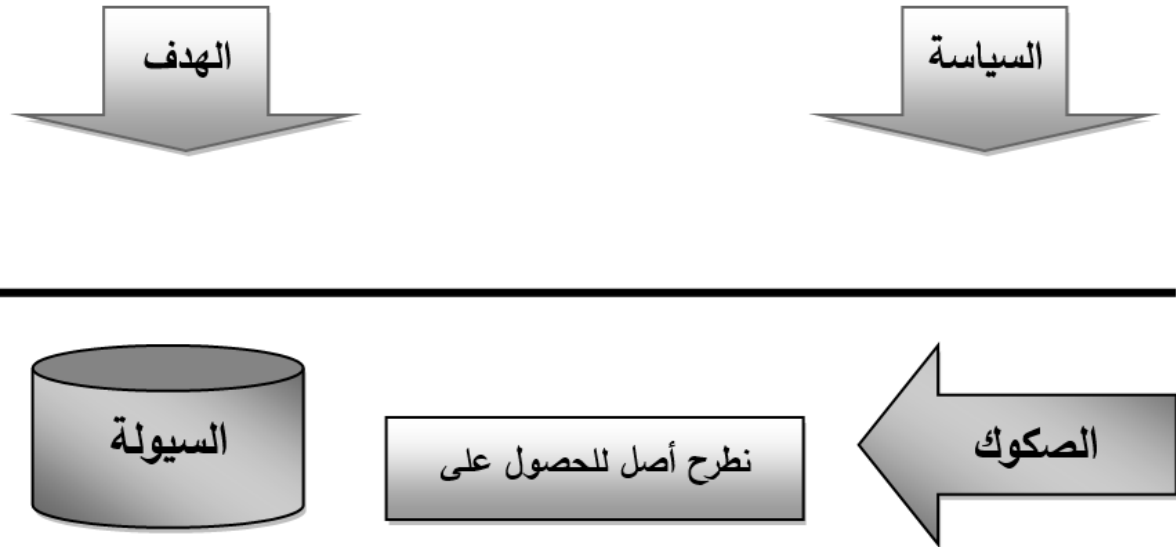 السياسة
الهدف
الصكوك
نطرح أصل للحصول على
السيولة